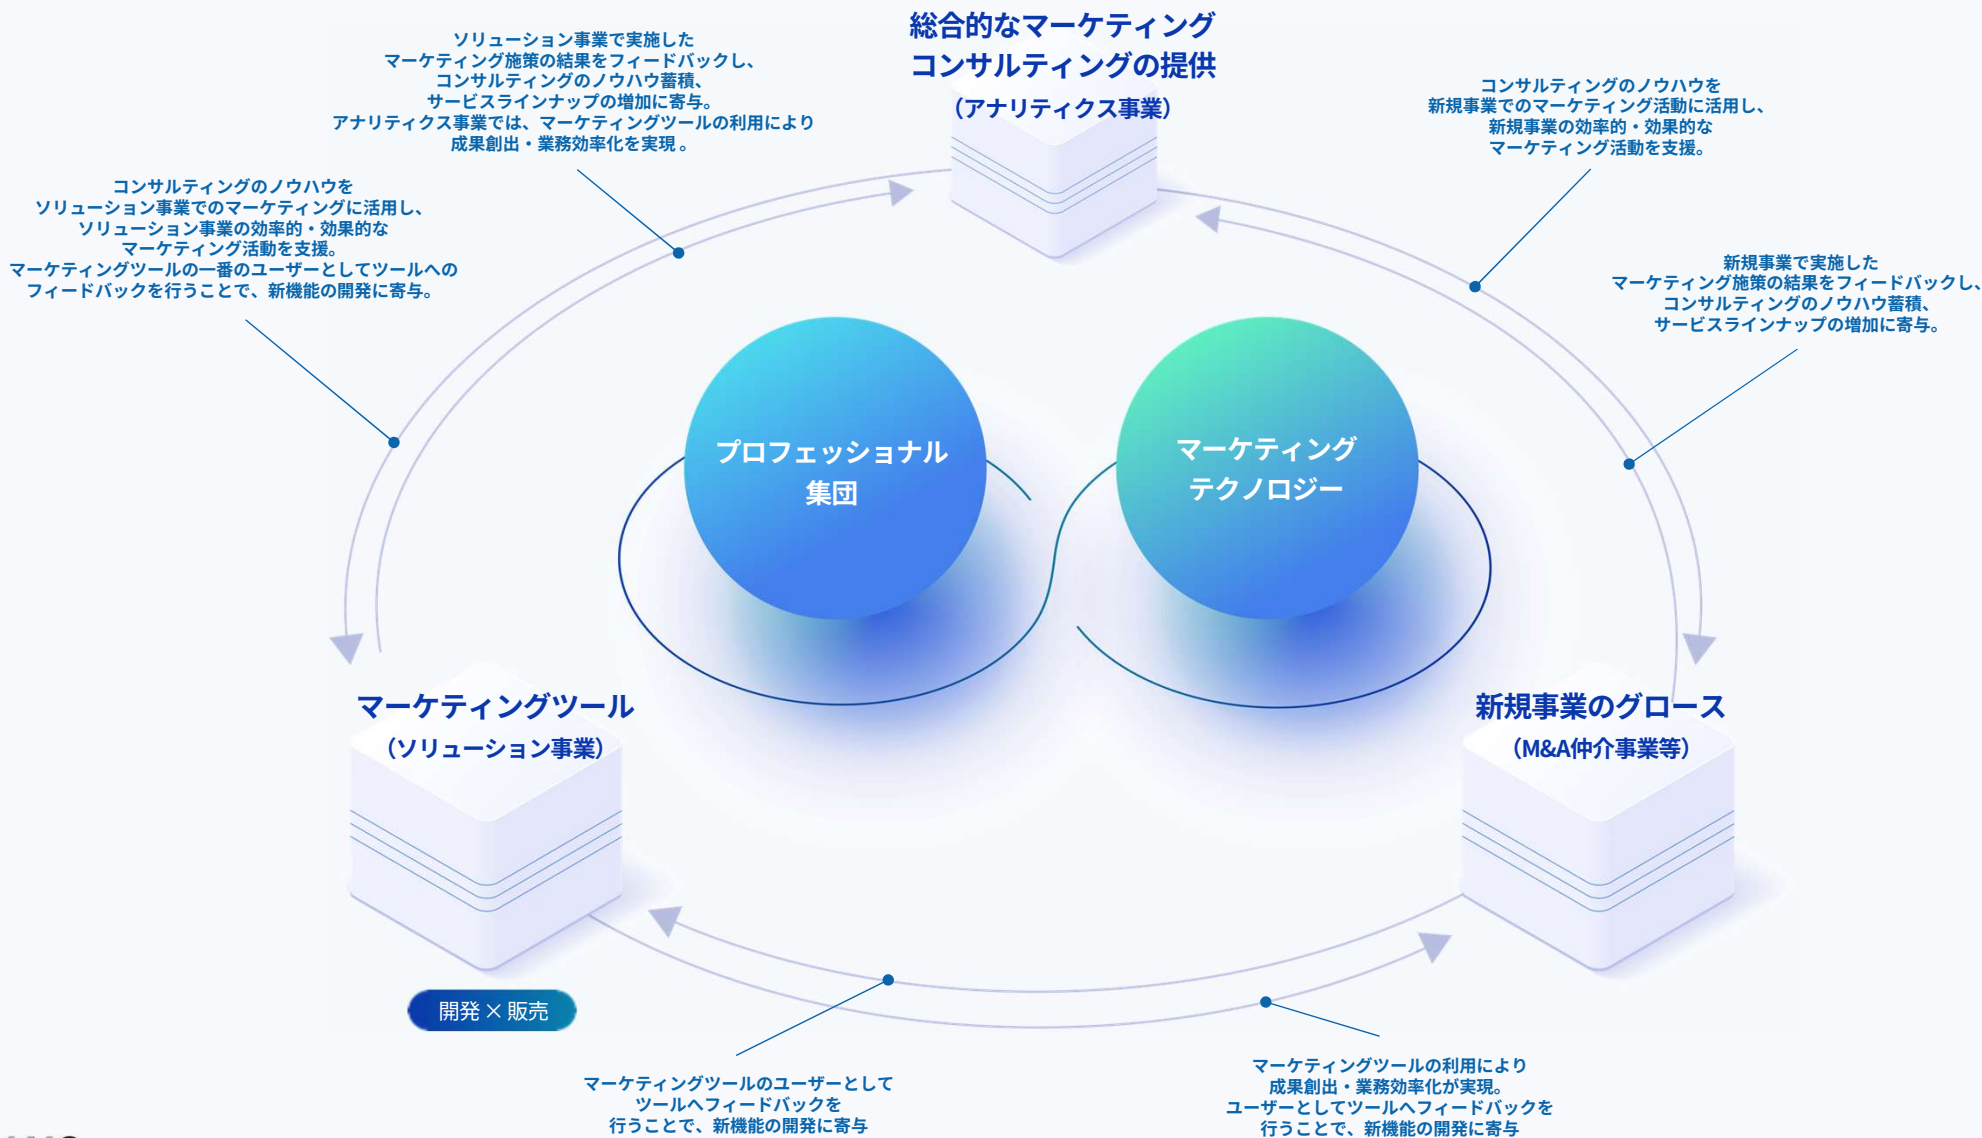 総合的なマーケティング
コンサルティングの提供
（アナリティクス事業）
ソリューション事業で実施した
マーケティング施策の結果をフィードバックし、
コンサルティングのノウハウ蓄積、
サービスラインナップの増加に寄与。
アナリティクス事業では、マーケティングツールの利用により
成果創出・業務効率化を実現。
コンサルティングのノウハウを
新規事業でのマーケティング活動に活用し、
新規事業の効率的・効果的な
マーケティング活動を支援。
コンサルティングのノウハウを
ソリューション事業でのマーケティングに活用し、
ソリューション事業の効率的・効果的な
マーケティング活動を支援。
マーケティングツールの一番のユーザーとしてツールへの
フィードバックを行うことで、新機能の開発に寄与。
新規事業で実施した
マーケティング施策の結果をフィードバックし、
コンサルティングのノウハウ蓄積、
サービスラインナップの増加に寄与。
プロフェッショナル
集団
マーケティング
テクノロジー
マーケティングツール
（ソリューション事業）
新規事業のグロース
（M&A仲介事業等）
開発×販売
マーケティングツールのユーザーとして
ツールへフィードバックを
行うことで、新機能の開発に寄与
マーケティングツールの利用により
成果創出・業務効率化が実現。
ユーザーとしてツールへフィードバックを
行うことで、新機能の開発に寄与